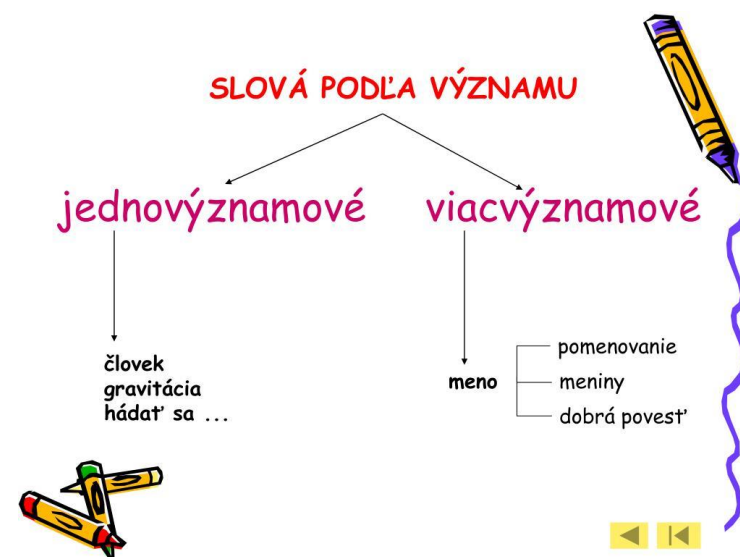 SLOVÁ PODĽA VÝZNAMU
jednovýznamové
viacvýznamové
človek
gravitácia
hádať sa ...
meno
pomenovanie
meniny
dobrá povesť